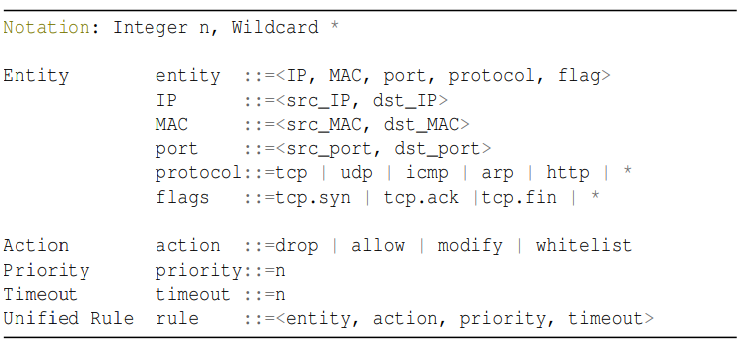 Notation: Integer n, Wildcard *
Entity entity ::=<IP, MAC, port, protocol, flag>
IP ::=<src_IP, dst_IP>
MAC ::=<src_MAC, dst_MAC>
port ::=<src_port, dst_port>
protocol::=tcp | udp | icmp | arp | http | *
flags ::=tcp.syn | tcp.ack |tcp.fin | *
Action action ::=drop | allow | modify | whitelist
Priority priority::=n
Timeout timeout ::=n
Unified Rule rule ::=<entity, action, priority, timeout>